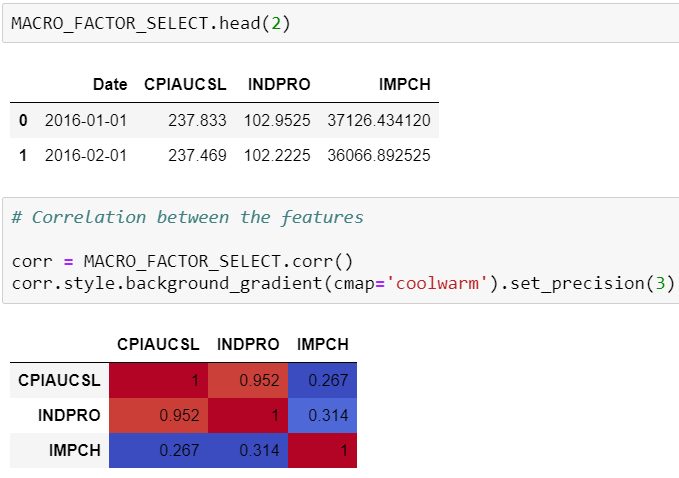 MACRO_FACTOR_SELECT.head(2)
Date CPIAUCSL INDPRO IMPCH
0 2016-01-01 237.833 102.9525 37126.434120
1 2016-02-01 237.469 102.2225 36066.892525
# Correlation between the features
corr = MACRO_FACTOR_SELECT.corr()
corr.style.background_gradient(cmap='coolwarm').set_precision(3)
CPIAUCSL INDPRO IMPCH
CPIAUCSL 1 0.952 0.267
INDPRO 0.952 1 0.314
IMPCH 0.267 0.314 1